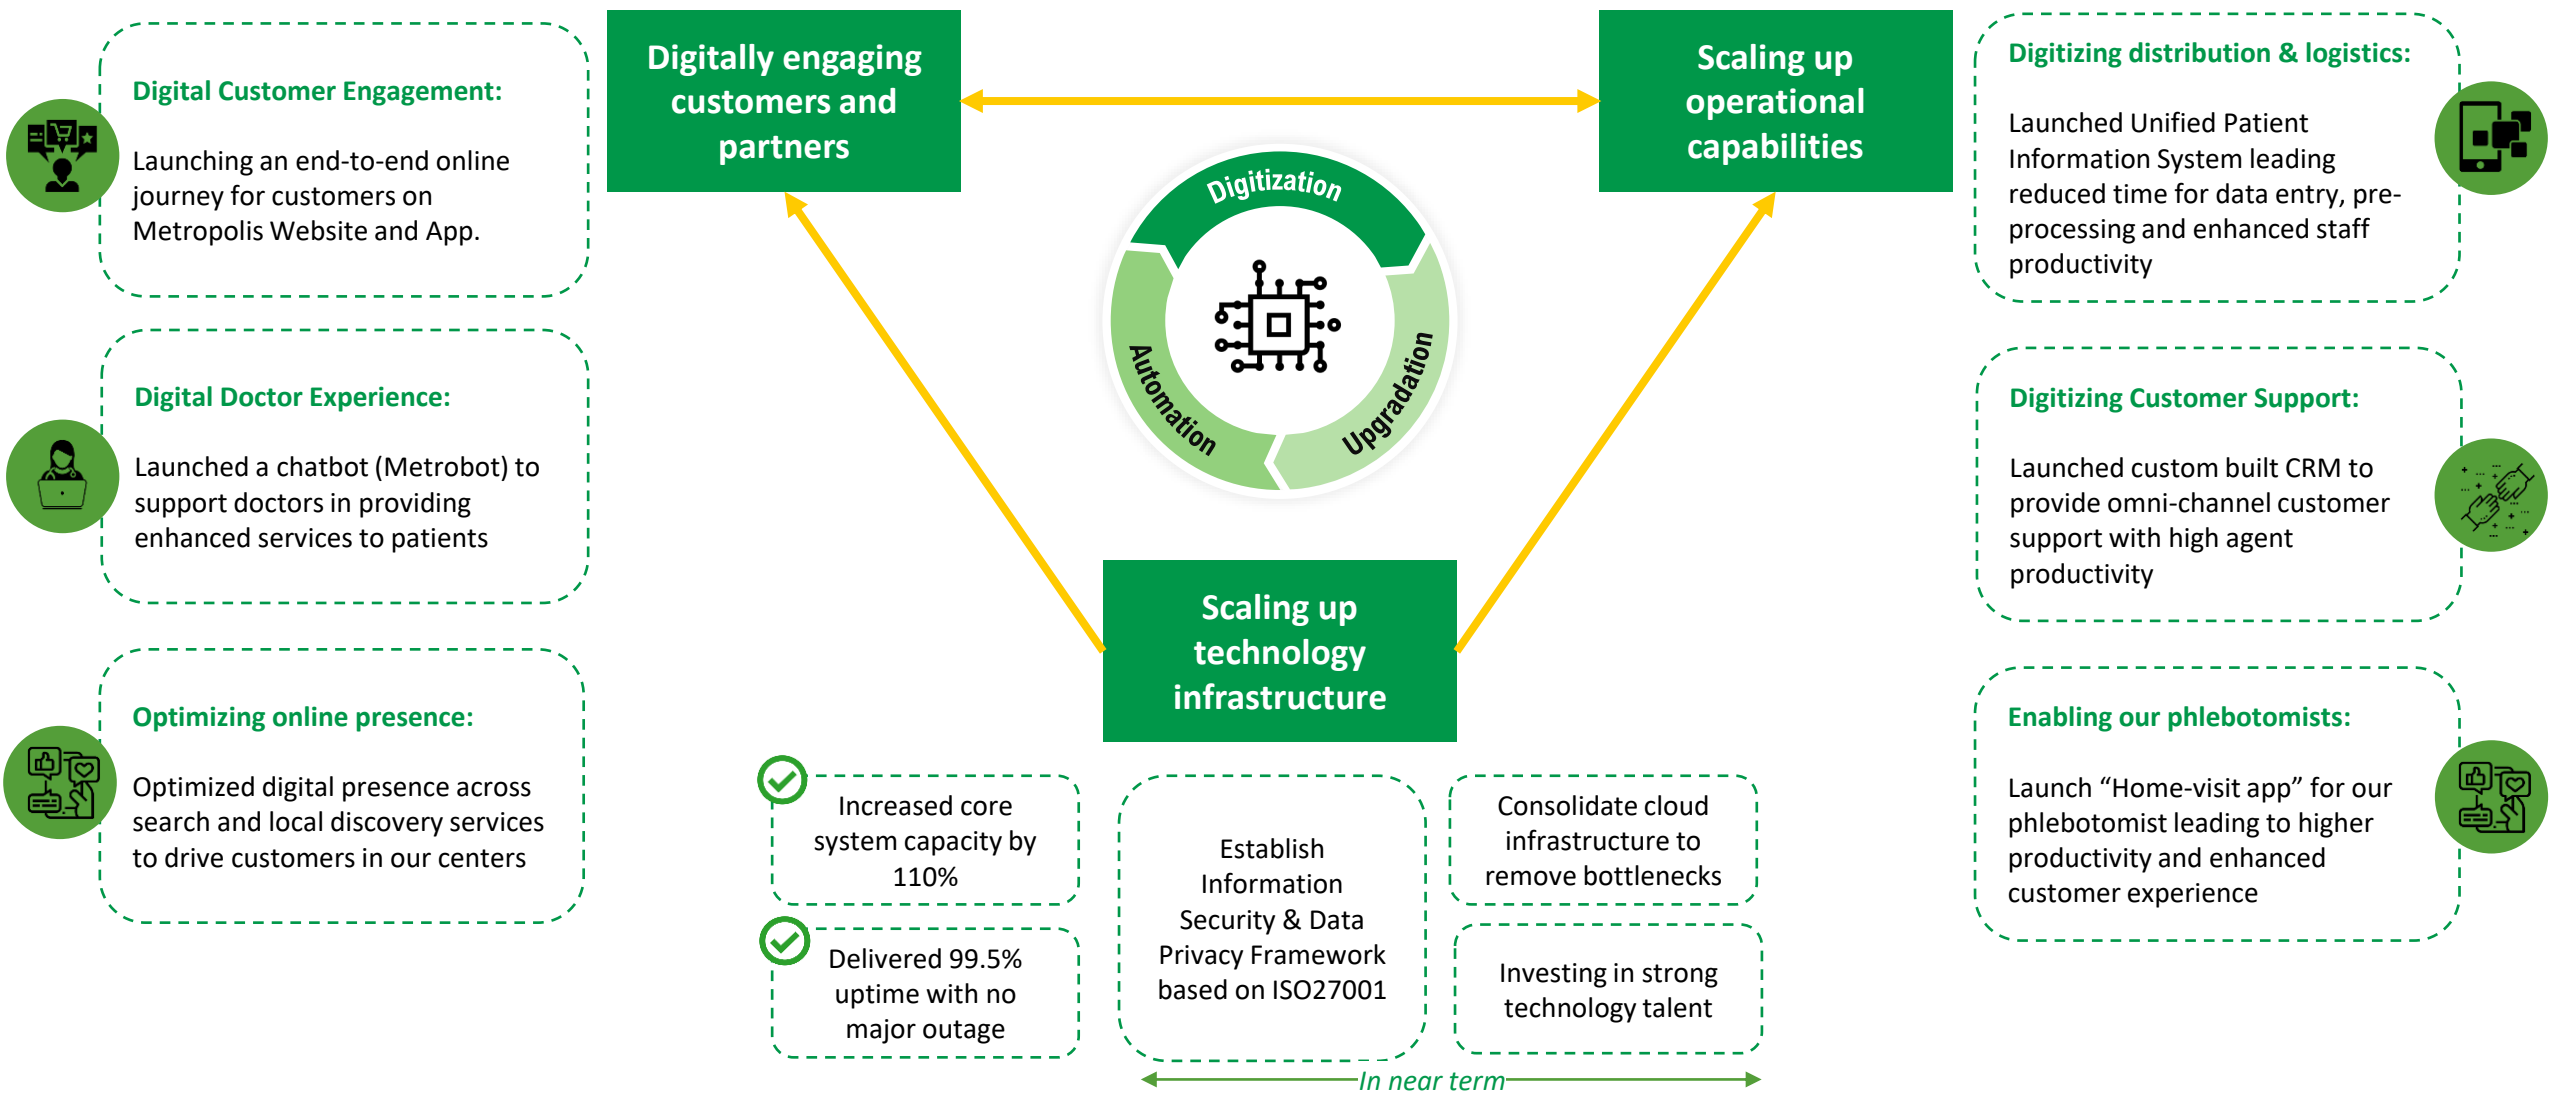 Digital Customer Engagement:
Launching an end-to-end online
journey for customers on
Metropolis Website and App.
Digital Doctor Experience:
Launched a chatbot (Metrobot) to
support doctors in providing
enhanced services to patients
Optimizing online presence:
Optimized digital presence across
search and local discovery services
to drive customers in our centers
Digitally engaging
customers and
partners
Scaling up
operational
capabilities
Digitization
Automation
Upgradation
Scaling up
technology
infrastructure
Increased core
system capacity by
110%
Delivered 99.5%
uptime with no
major outage
Establish
Information
Security & Data
Privacy Framework
based on ISO27001
Consolidate cloud
infrastructure to
remove bottlenecks
Investing in strong
technology talent
In near term
Digitizing distribution & logistics:
Launched Unified Patient
Information System leading
reduced time for data entry, pre-
processing and enhanced staff
productivity
Digitizing Customer Support:
Launched custom built CRM to
provide omni-channel customer
support with high agent
productivity
Enabling our phlebotomists:
Launch “Home-visit app” for our
phlebotomist leading to higher
productivity and enhanced
customer experience